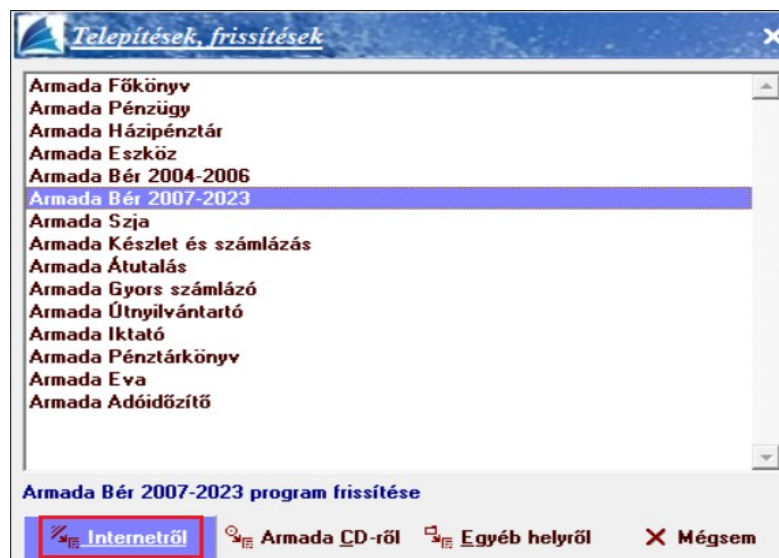 Telepítések, frissítések
Armada Főkönyv
Armada Pénzügy
Armada Házipénztár
Armada Eszköz
Armada Bér 2004-2006
Armada Bér 2007-2023
Armada Szja
Armada Készlet és számlázás
Armada Átutalás
Armada Gyors számlázó
Armada Útnyilvántartó
Armada Iktató
Armada Pénztárkönyv
Armada Eva
Armada Adóidőzítő
Armada Bér 2007-2023 program frissítése
Internetről Armada CD-ről Egyéb helyről Mégsem